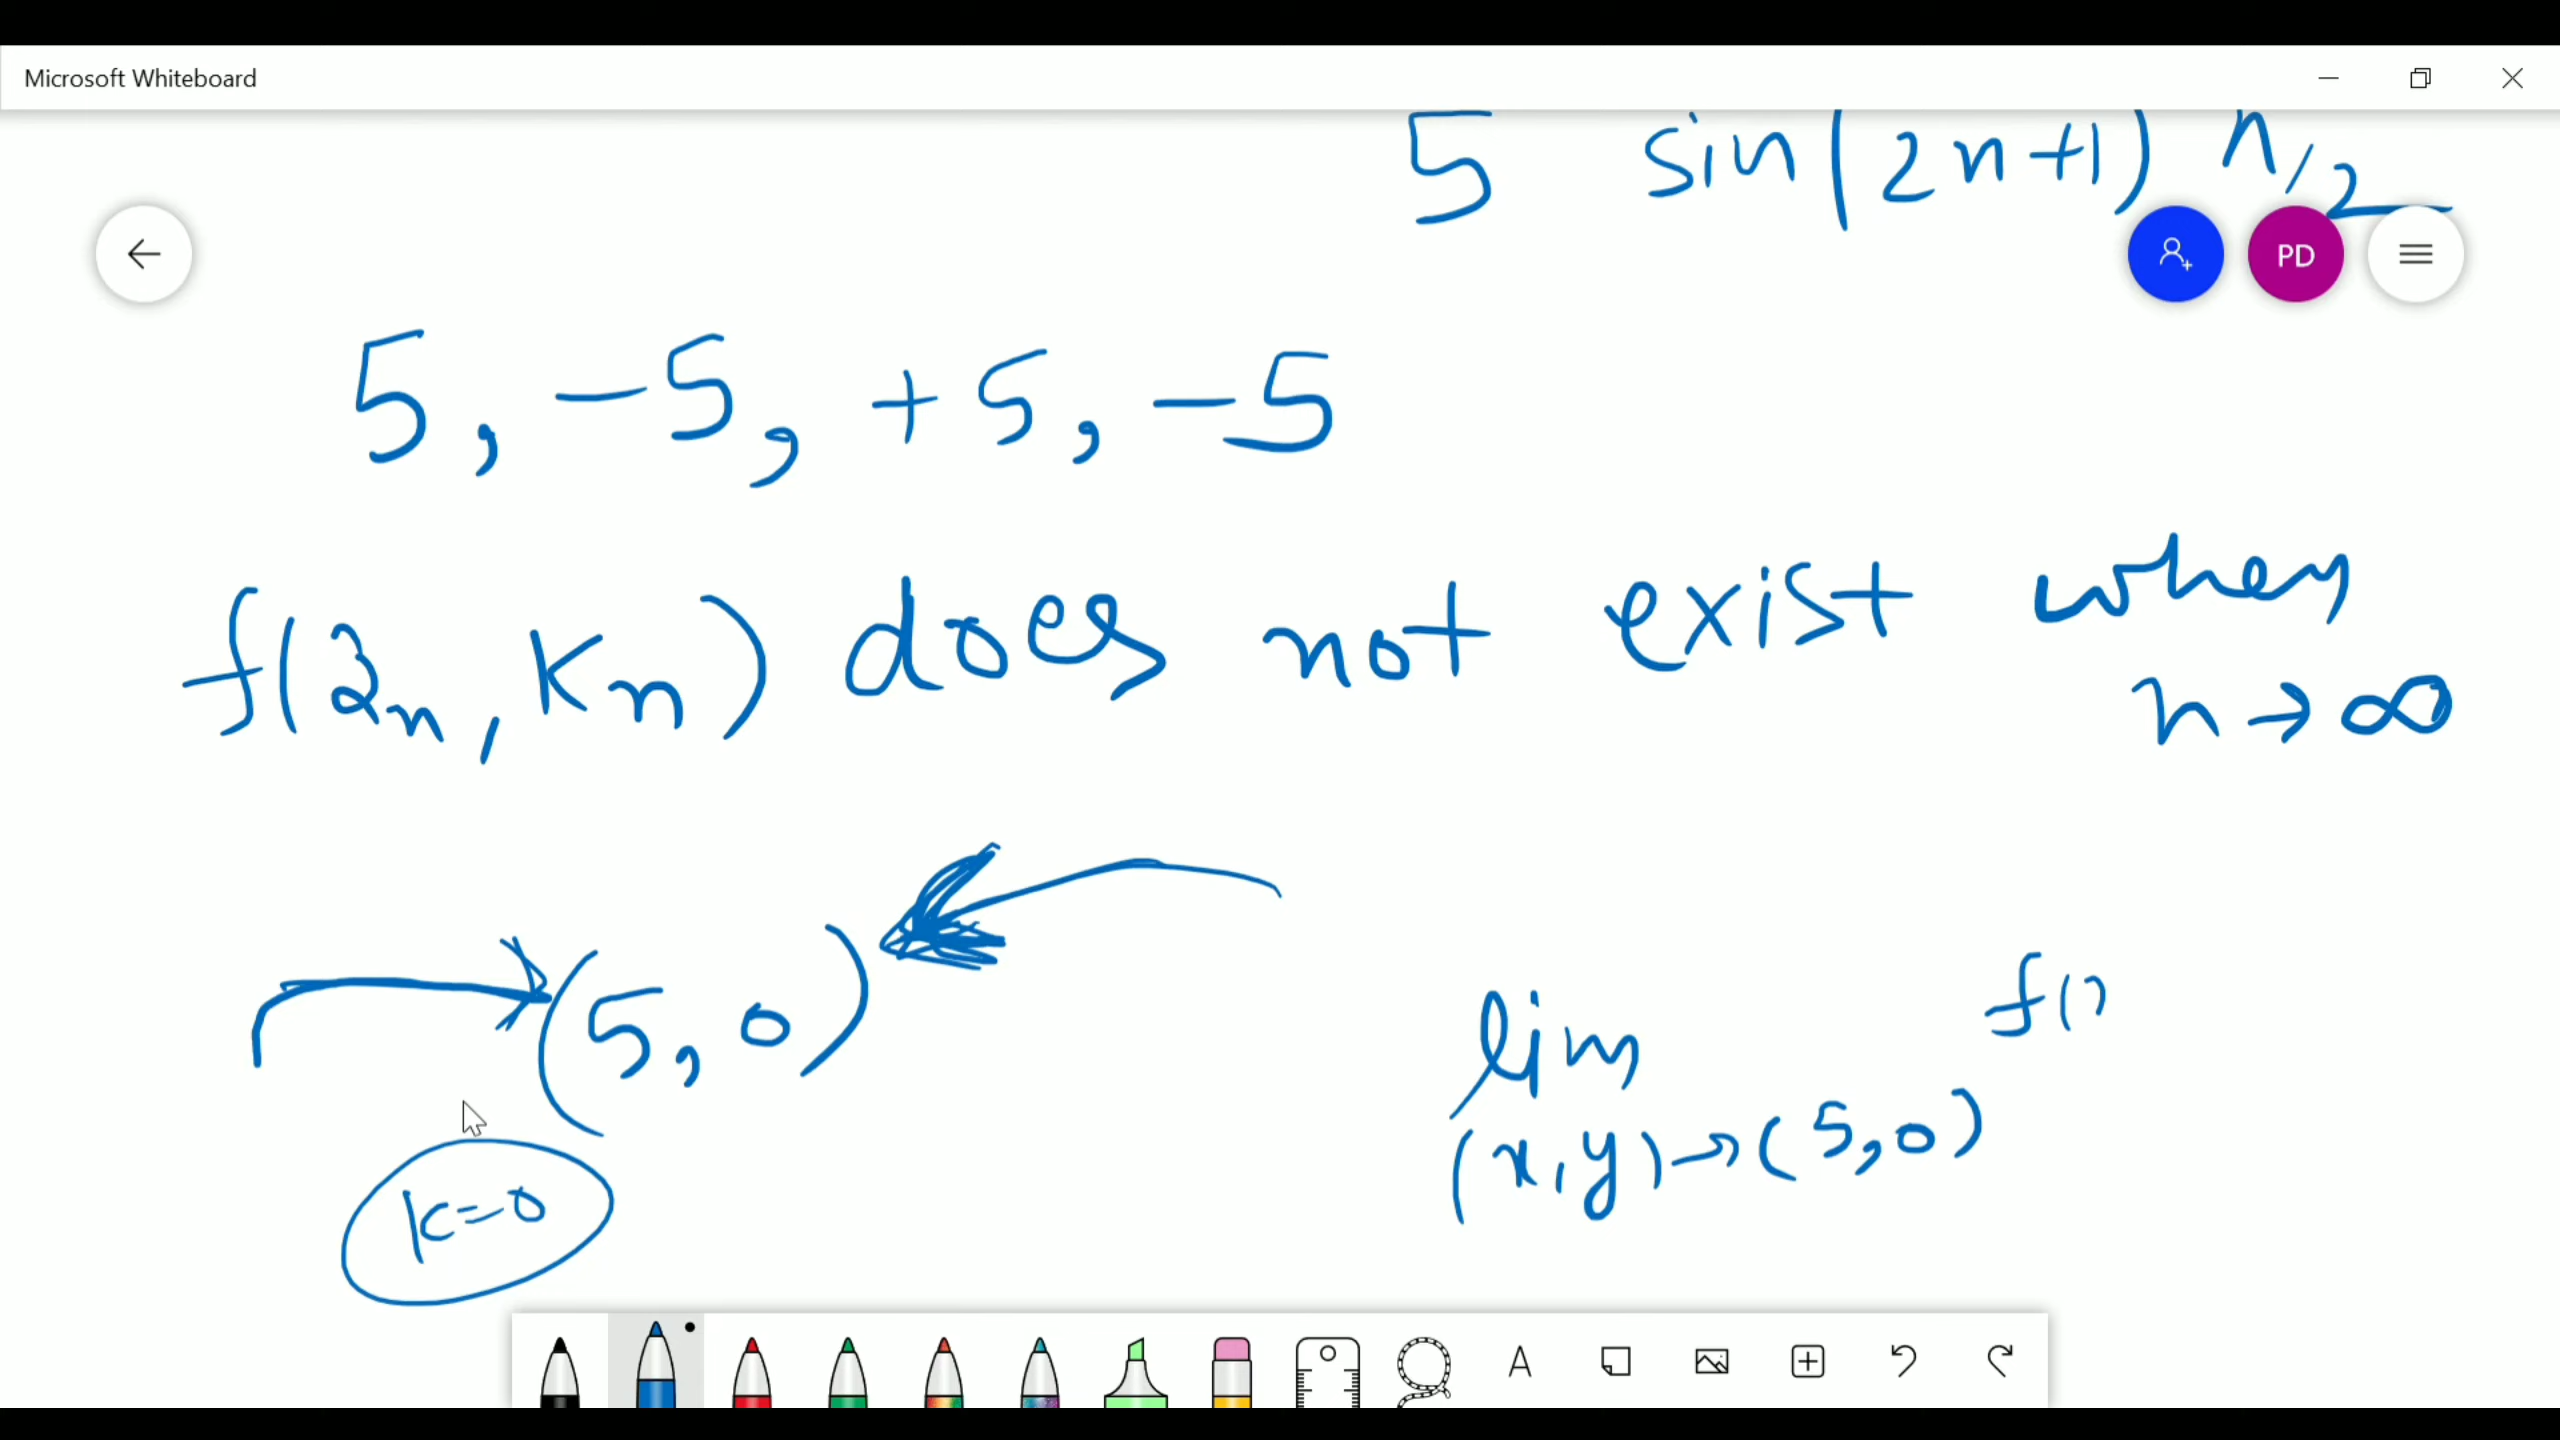 Microsoft Whiteboard
5 sin(2n+1) π/2
PD
5, -5, +5, -5
f(2n, Kn) does not exist when
n → ∞
(5, 0)
lim f()
(x, y) → (5, 0)
K=0
A